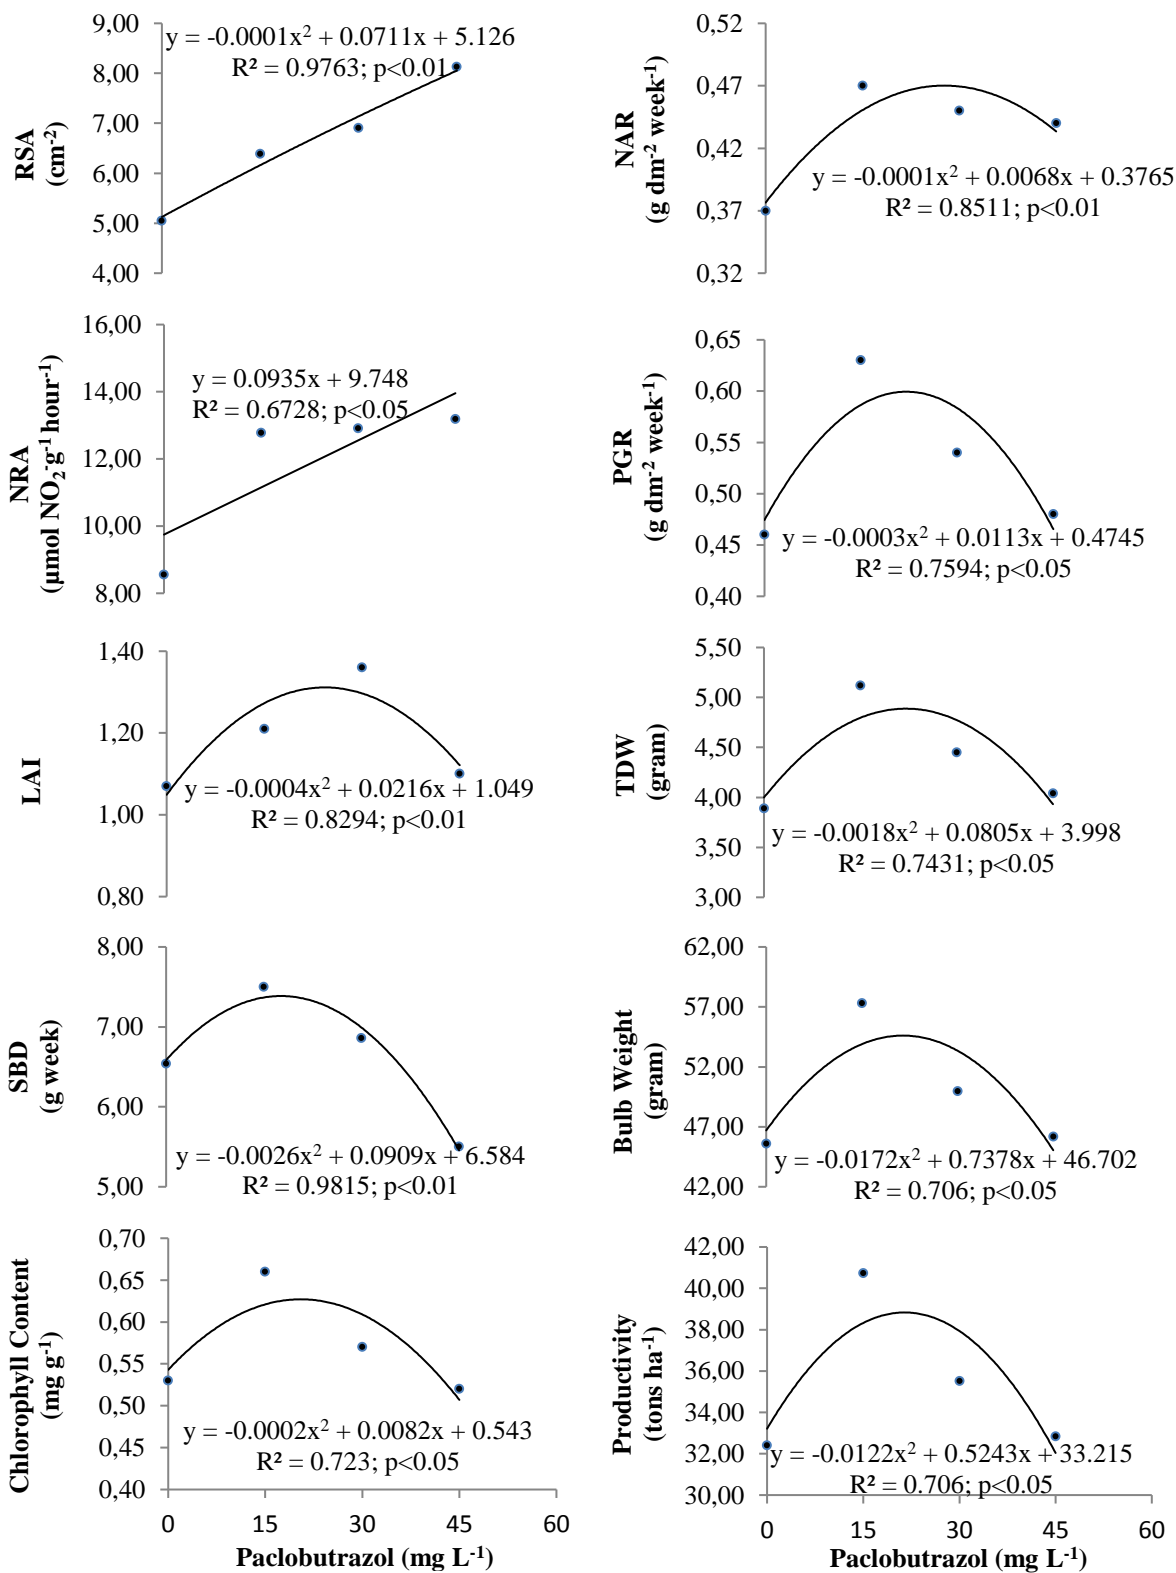 9,00
8,00
7,00
6,00
5,00
4,00
RSA
(cm-2)
y = -0.0001x2 + 0.0711x + 5.126
R² = 0.9763; p<0.01
0,52
0,47
0,42
0,37
0,32
NAR
(g dm-2 week-1)
y = -0.0001x2 + 0.0068x + 0.3765
R² = 0.8511; p<0.01
16,00
14,00
12,00
10,00
8,00
NRA
(µmol NO2-g-1 hour-1)
y = 0.0935x + 9.748
R² = 0.6728; p<0.05
0,65
0,60
0,55
0,50
0,45
0,40
PGR
(g dm-2 week-1)
y = -0.0003x2 + 0.0113x + 0.4745
R² = 0.7594; p<0.05
1,40
1,20
1,00
0,80
LAI
y = -0.0004x2 + 0.0216x + 1.049
R² = 0.8294; p<0.01
5,50
5,00
4,50
4,00
3,50
3,00
TDW
(gram)
y = -0.0018x2 + 0.0805x + 3.998
R² = 0.7431; p<0.05
8,00
7,00
6,00
5,00
SBD
(g week)
y = -0.0026x2 + 0.0909x + 6.584
R² = 0.9815; p<0.01
62,00
57,00
52,00
47,00
42,00
Bulb Weight
(gram)
y = -0.0172x2 + 0.7378x + 46.702
R² = 0.706; p<0.05
0,70
0,65
0,60
0,55
0,50
0,45
0,40
Chlorophyll Content
(mg g-1)
y = -0.0002x2 + 0.0082x + 0.543
R² = 0.723; p<0.05
0 15 30 45 60
Paclobutrazol (mg L-1)
42,00
40,00
38,00
36,00
34,00
32,00
30,00
Productivity
(tons ha-1)
y = -0.0122x2 + 0.5243x + 33.215
R² = 0.706; p<0.05
0 15 30 45 60
Paclobutrazol (mg L-1)